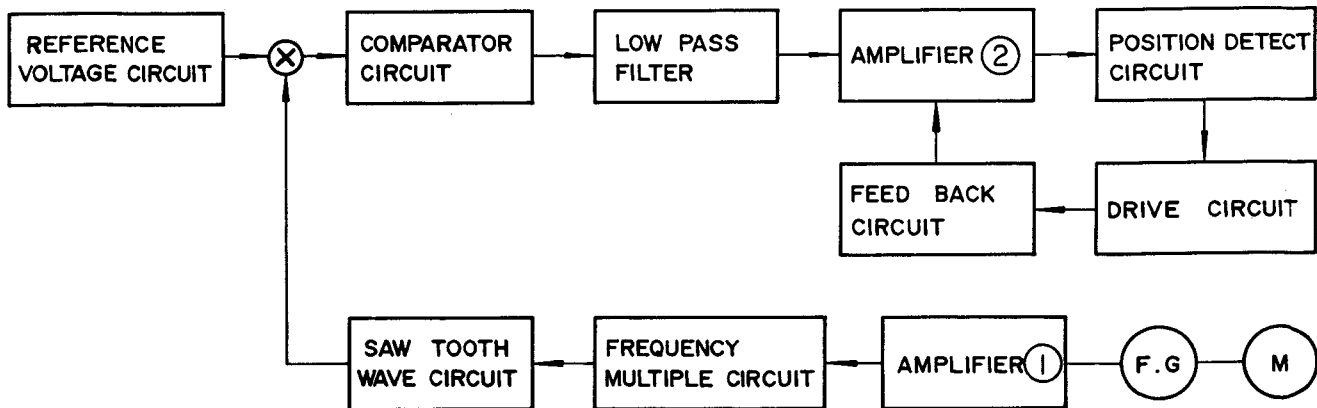 REFERENCE
VOLTAGE CIRCUIT
COMPARATOR
CIRCUIT
LOW PASS
FILTER
AMPLIFIER ②
POSITION DETECT
CIRCUIT
FEED BACK
CIRCUIT
DRIVE CIRCUIT
SAW TOOTH
WAVE CIRCUIT
FREQUENCY
MULTIPLE CIRCUIT
AMPLIFIER ①
F.G
M